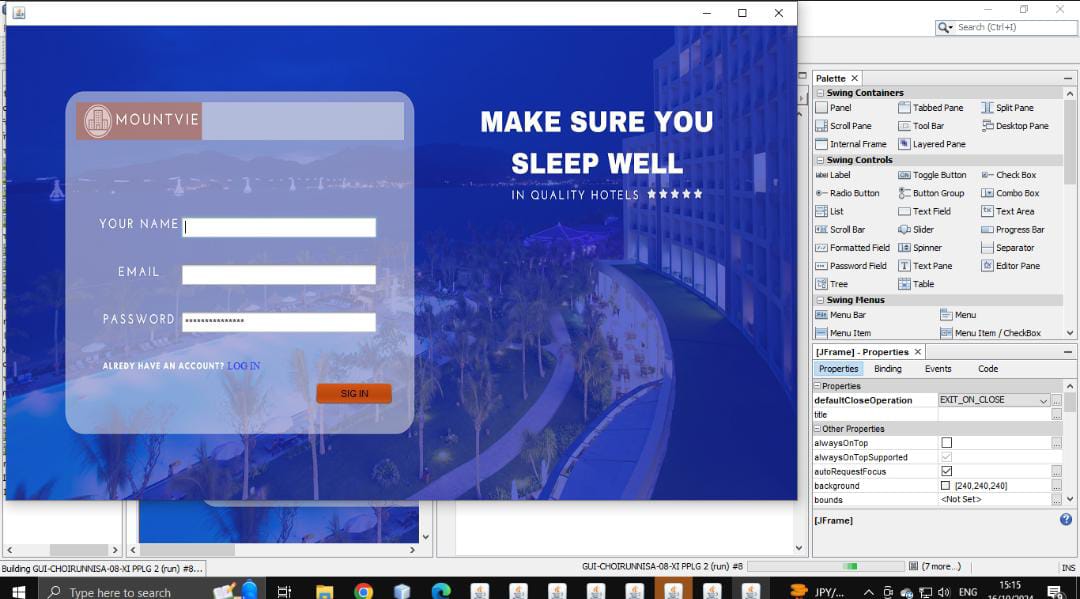 Search (Ctrl+I)
MOUNTVIE
MAKE SURE YOU
SLEEP WELL
IN QUALITY HOTELS ★★★★★
YOUR NAME
EMAIL
PASSWORD ***************
ALREDY HAVE AN ACCOUNT? LOG IN
SIG IN
Palette
Swing Containers
Panel Tabbed Pane Split Pane
Scroll Pane Tool Bar Desktop Pane
Internal Frame Layered Pane
Swing Controls
Label Toggle Button Check Box
Radio Button Button Group Combo Box
List Text Field Text Area
Scroll Bar Slider Progress Bar
Formatted Field Spinner Separator
Password Field Text Pane Editor Pane
Tree Table
Swing Menus
Menu Bar Menu
Menu Item Menu Item / CheckBox
[JFrame] - Properties
Properties Binding Events Code
Properties
defaultCloseOperation EXIT_ON_CLOSE
title
Other Properties
alwaysOnTop
alwaysOnTopSupported
autoRequestFocus
background [240,240,240]
bounds <Not Set>
[JFrame]
Building GUI-CHOIRUNNISA-08-XI PPLG 2 (run) #8...
GUI-CHOIRUNNISA-08-XI PPLG 2 (run) #8
(7 more...)
INS
Type here to search
JPY/...
ENG
15:15
16/10/2024